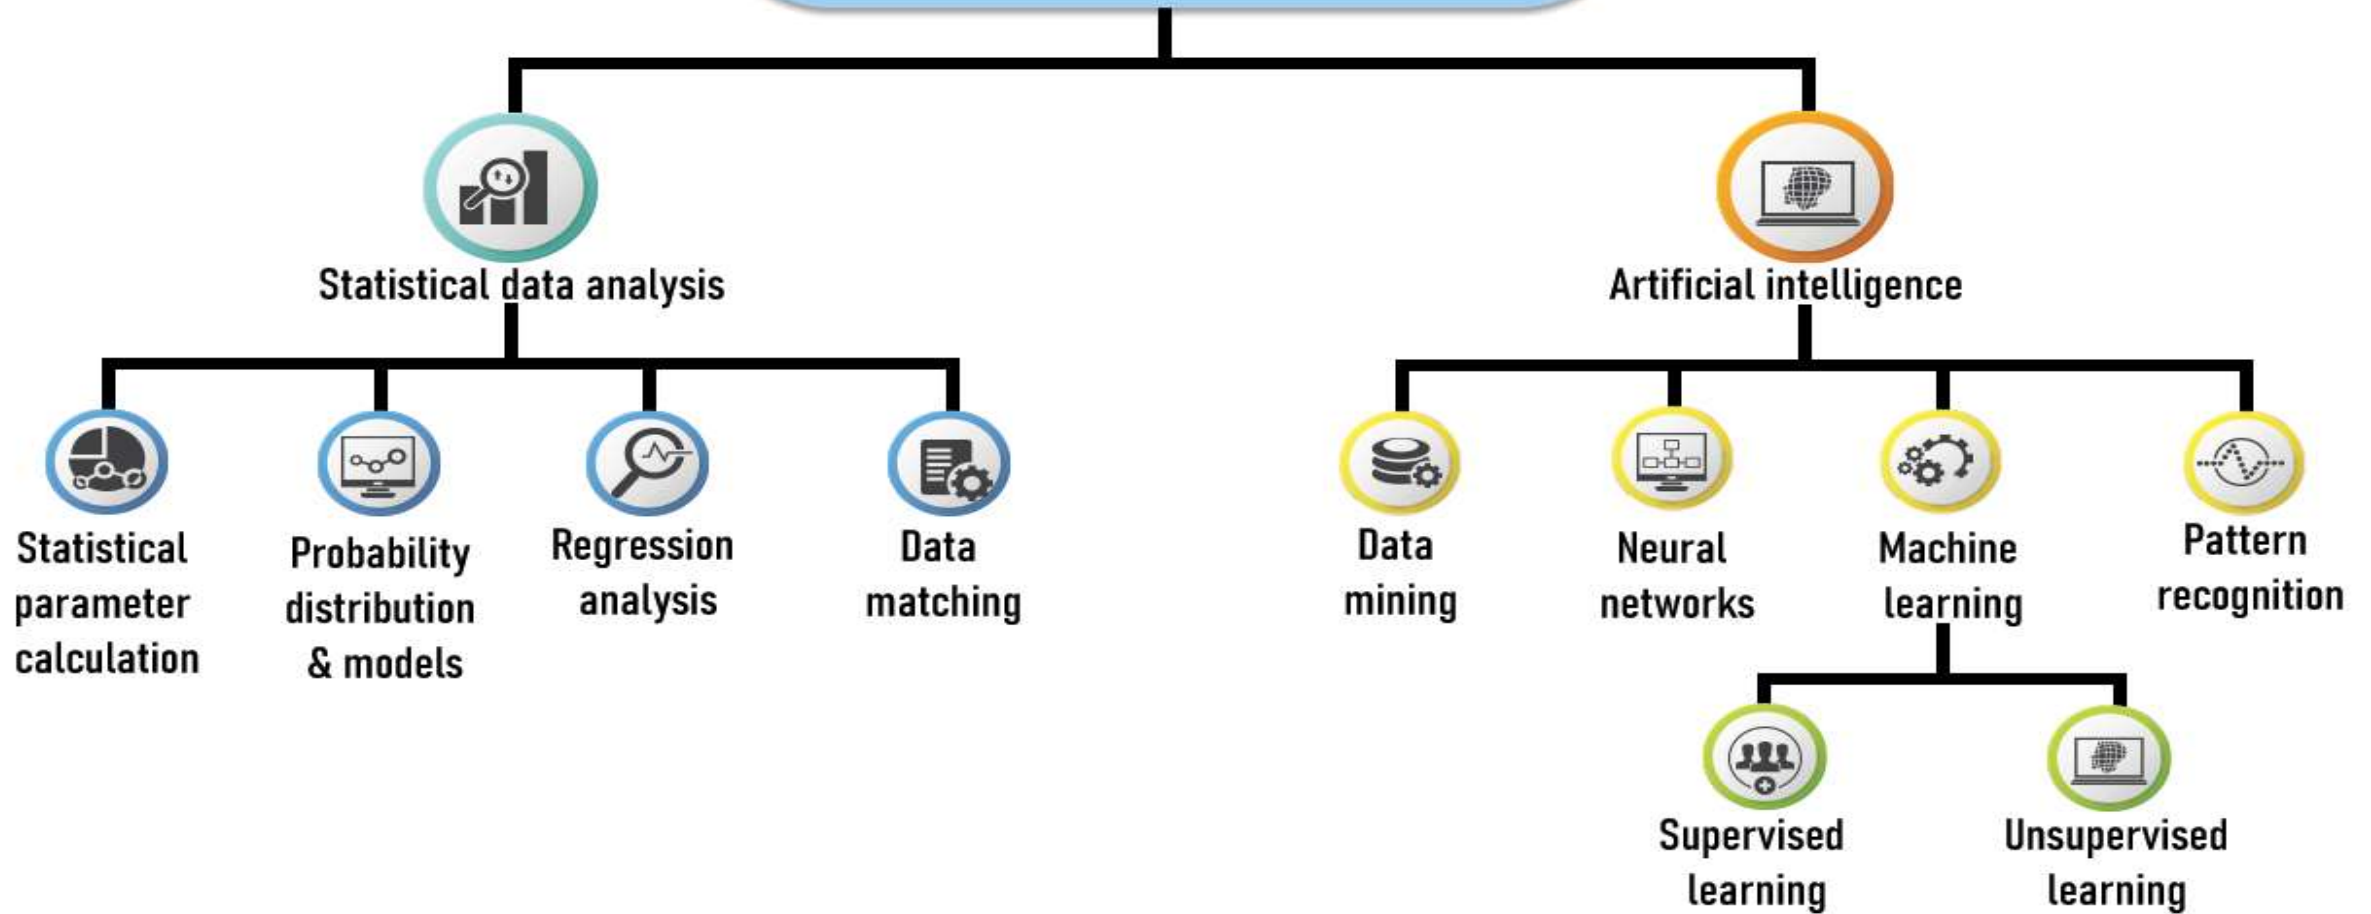 Statistical data analysis
Artificial intelligence
Statistical
parameter
calculation
Probability
distribution
& models
Regression
analysis
Data
matching
Data
mining
Neural
networks
Machine
learning
Pattern
recognition
Supervised
learning
Unsupervised
learning